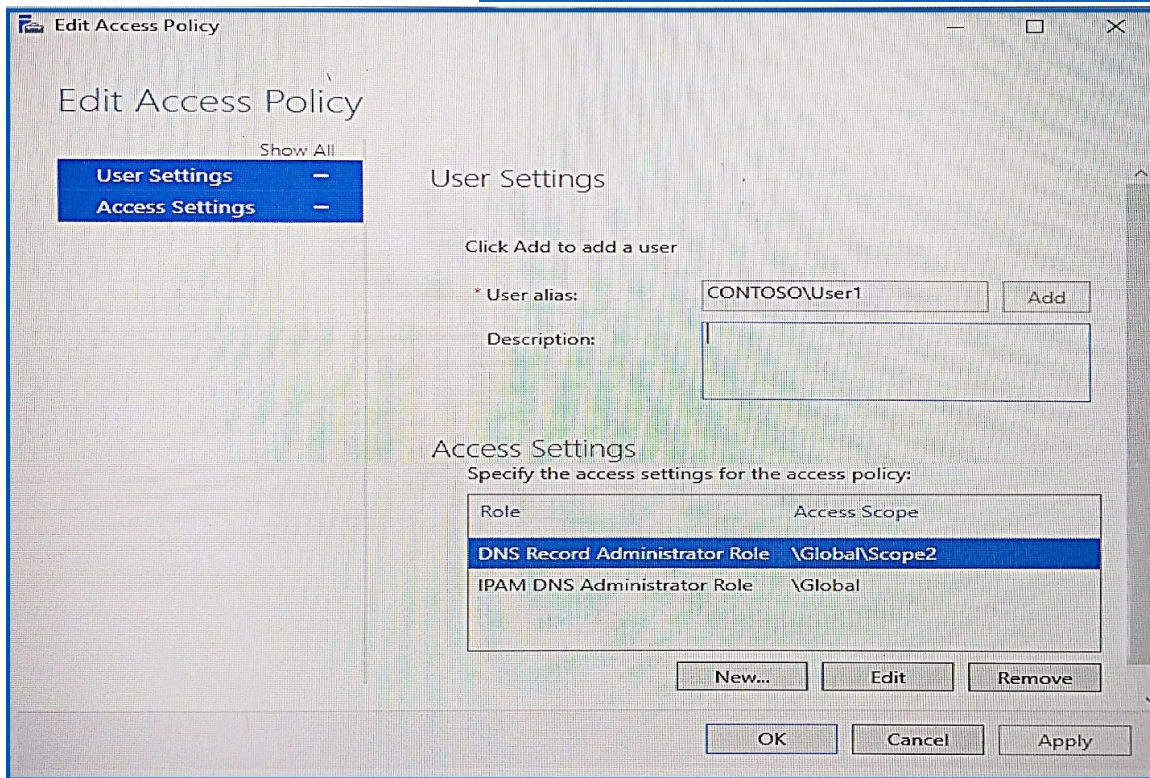 Edit Access Policy
Edit Access Policy
Show All
User Settings
Access Settings
User Settings
Click Add to add a user
* User alias: CONTOSO\User1 Add
Description:
Access Settings
Specify the access settings for the access policy:
Role Access Scope
DNS Record Administrator Role \Global\Scope2
IPAM DNS Administrator Role \Global
New... Edit Remove
OK Cancel Apply